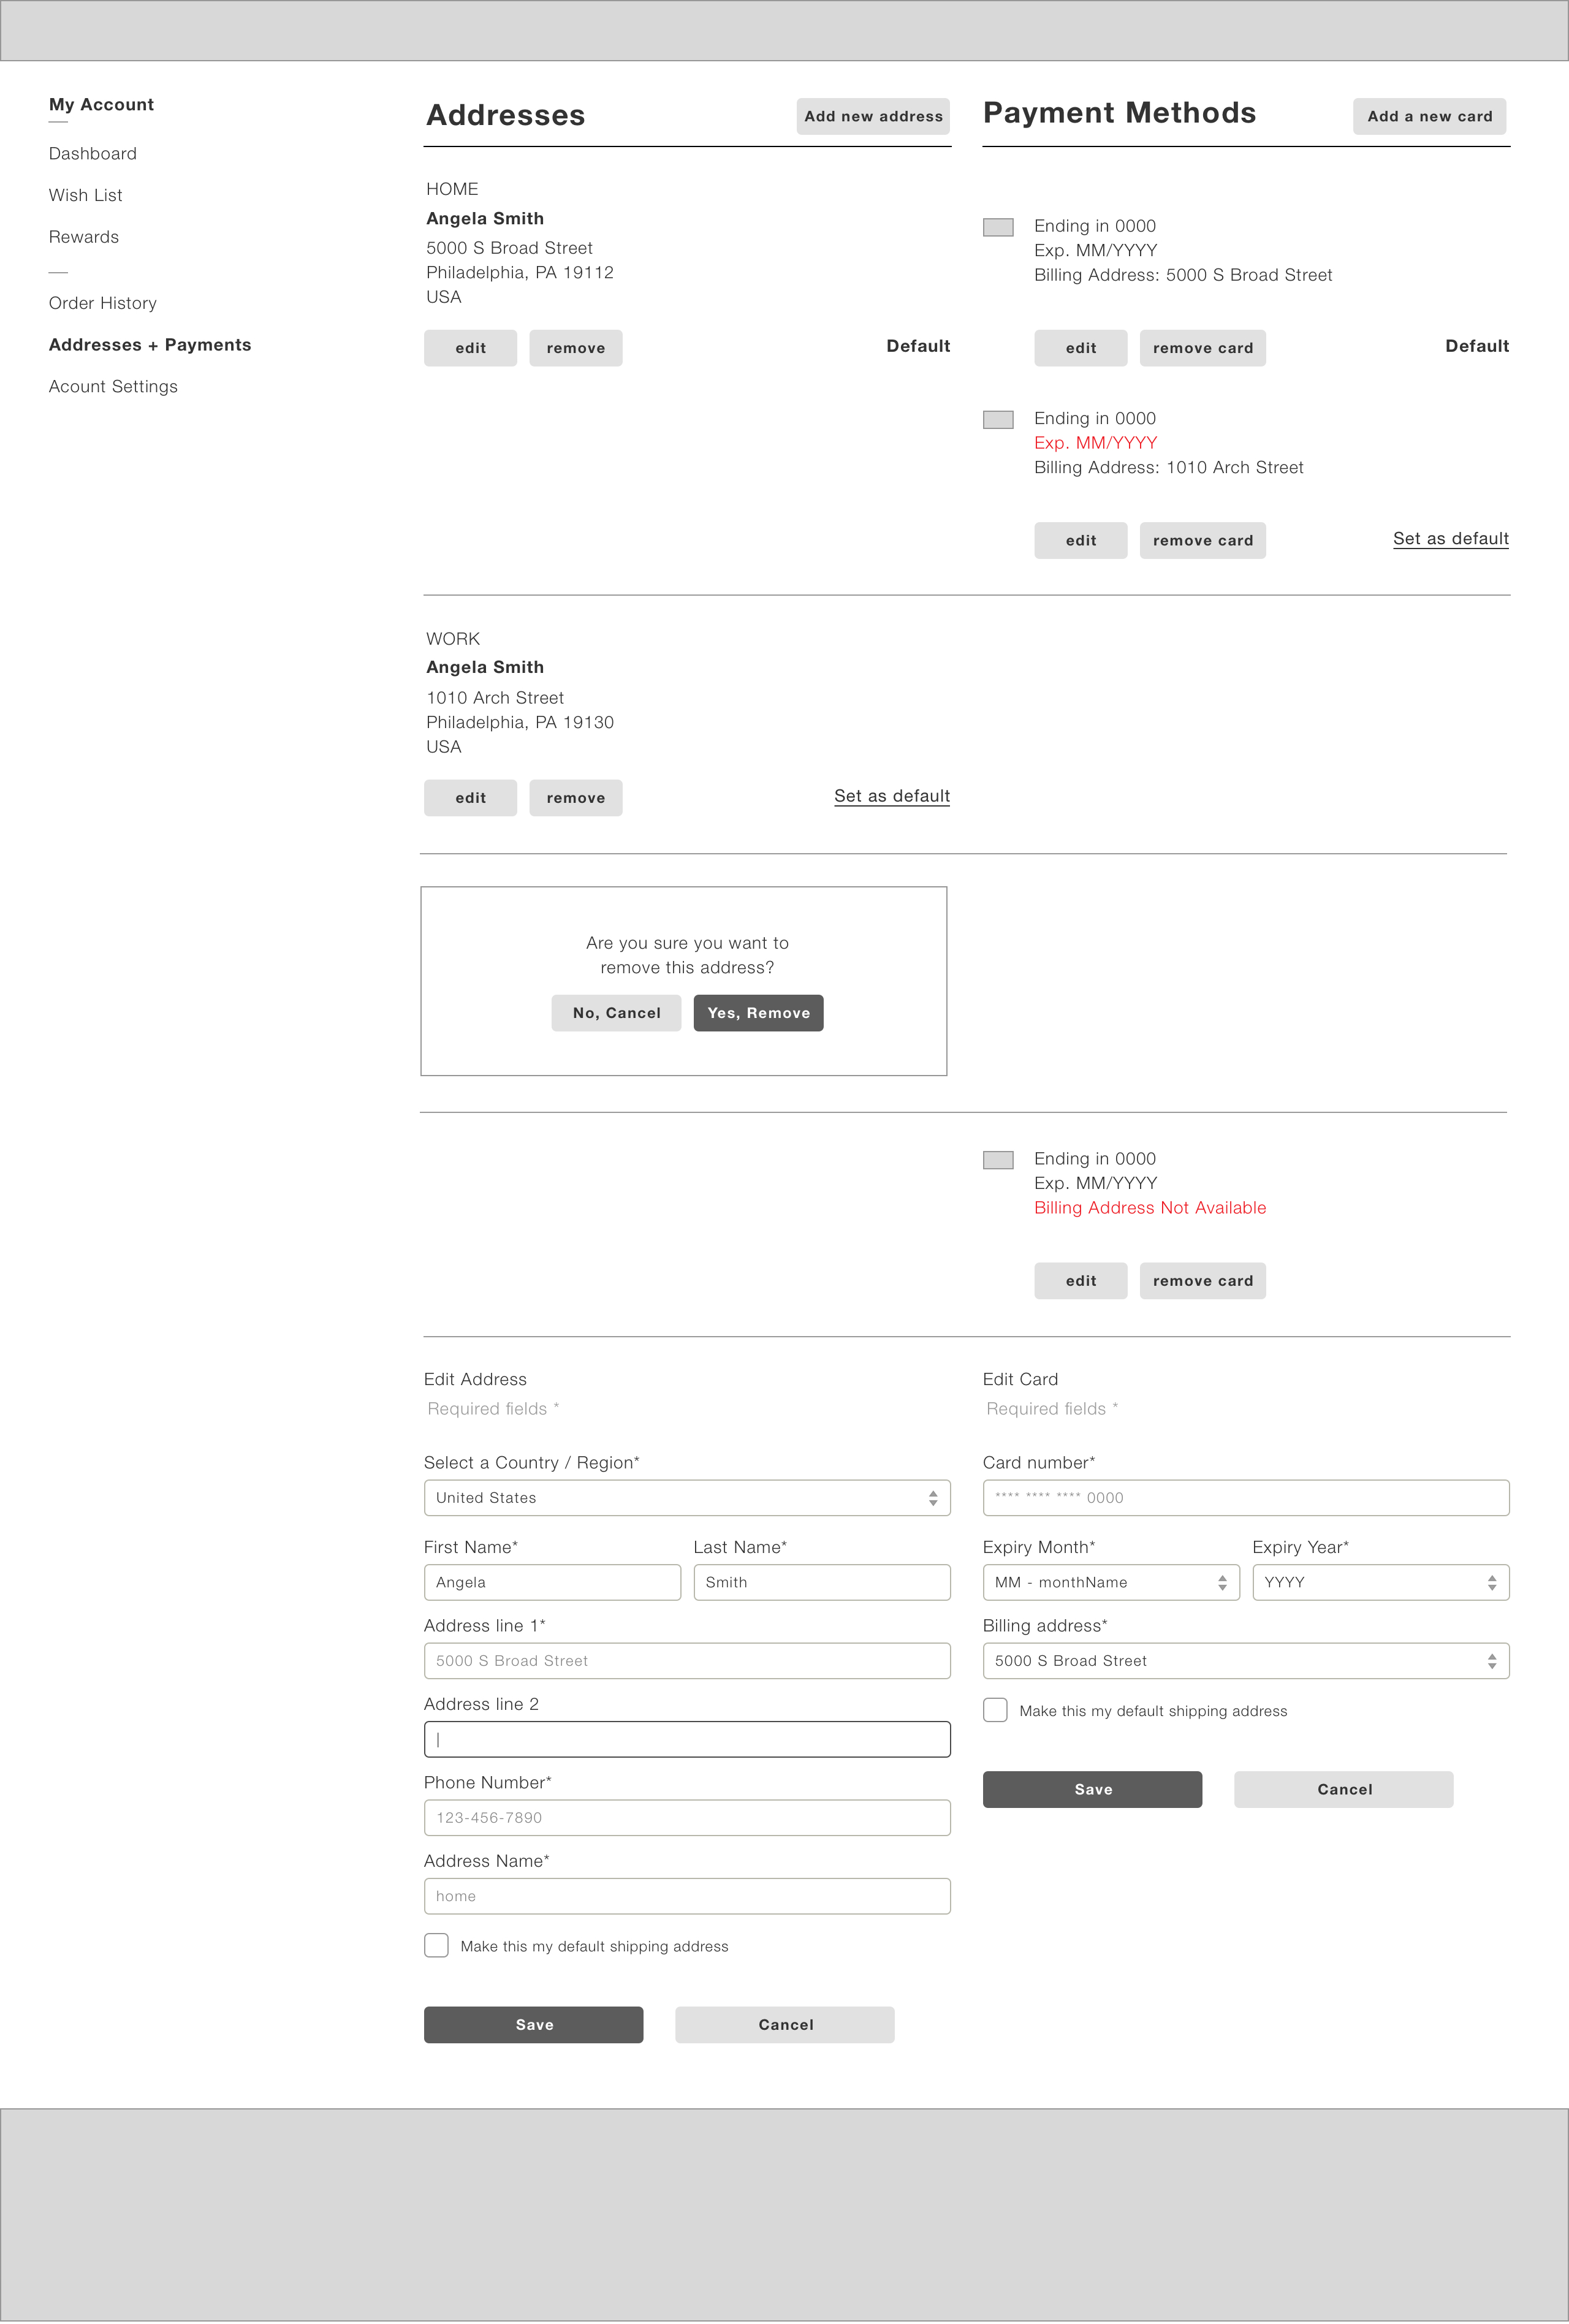 My Account
Dashboard
Wish List
Rewards
Order History
Addresses + Payments
Acount Settings
Addresses
Add new address
HOME
Angela Smith
5000 S Broad Street
Philadelphia, PA 19112
USA
edit
remove
Default
Payment Methods
Add a new card
Ending in 0000
Exp. MM/YYYY
Billing Address: 5000 S Broad Street
edit
remove card
Default
Ending in 0000
Exp. MM/YYYY
Billing Address: 1010 Arch Street
edit
remove card
Set as default
WORK
Angela Smith
1010 Arch Street
Philadelphia, PA 19130
USA
edit
remove
Set as default
Are you sure you want to
remove this address?
No, Cancel
Yes, Remove
Ending in 0000
Exp. MM/YYYY
Billing Address Not Available
edit
remove card
Edit Address
Required fields *
Select a Country / Region*
United States
First Name*
Last Name*
Angela
Smith
Address line 1*
5000 S Broad Street
Address line 2
Phone Number*
123-456-7890
Address Name*
home
Make this my default shipping address
Save
Cancel
Edit Card
Required fields *
Card number*
**** **** **** 0000
Expiry Month*
Expiry Year*
MM - monthName
YYYY
Billing address*
5000 S Broad Street
Make this my default shipping address
Save
Cancel